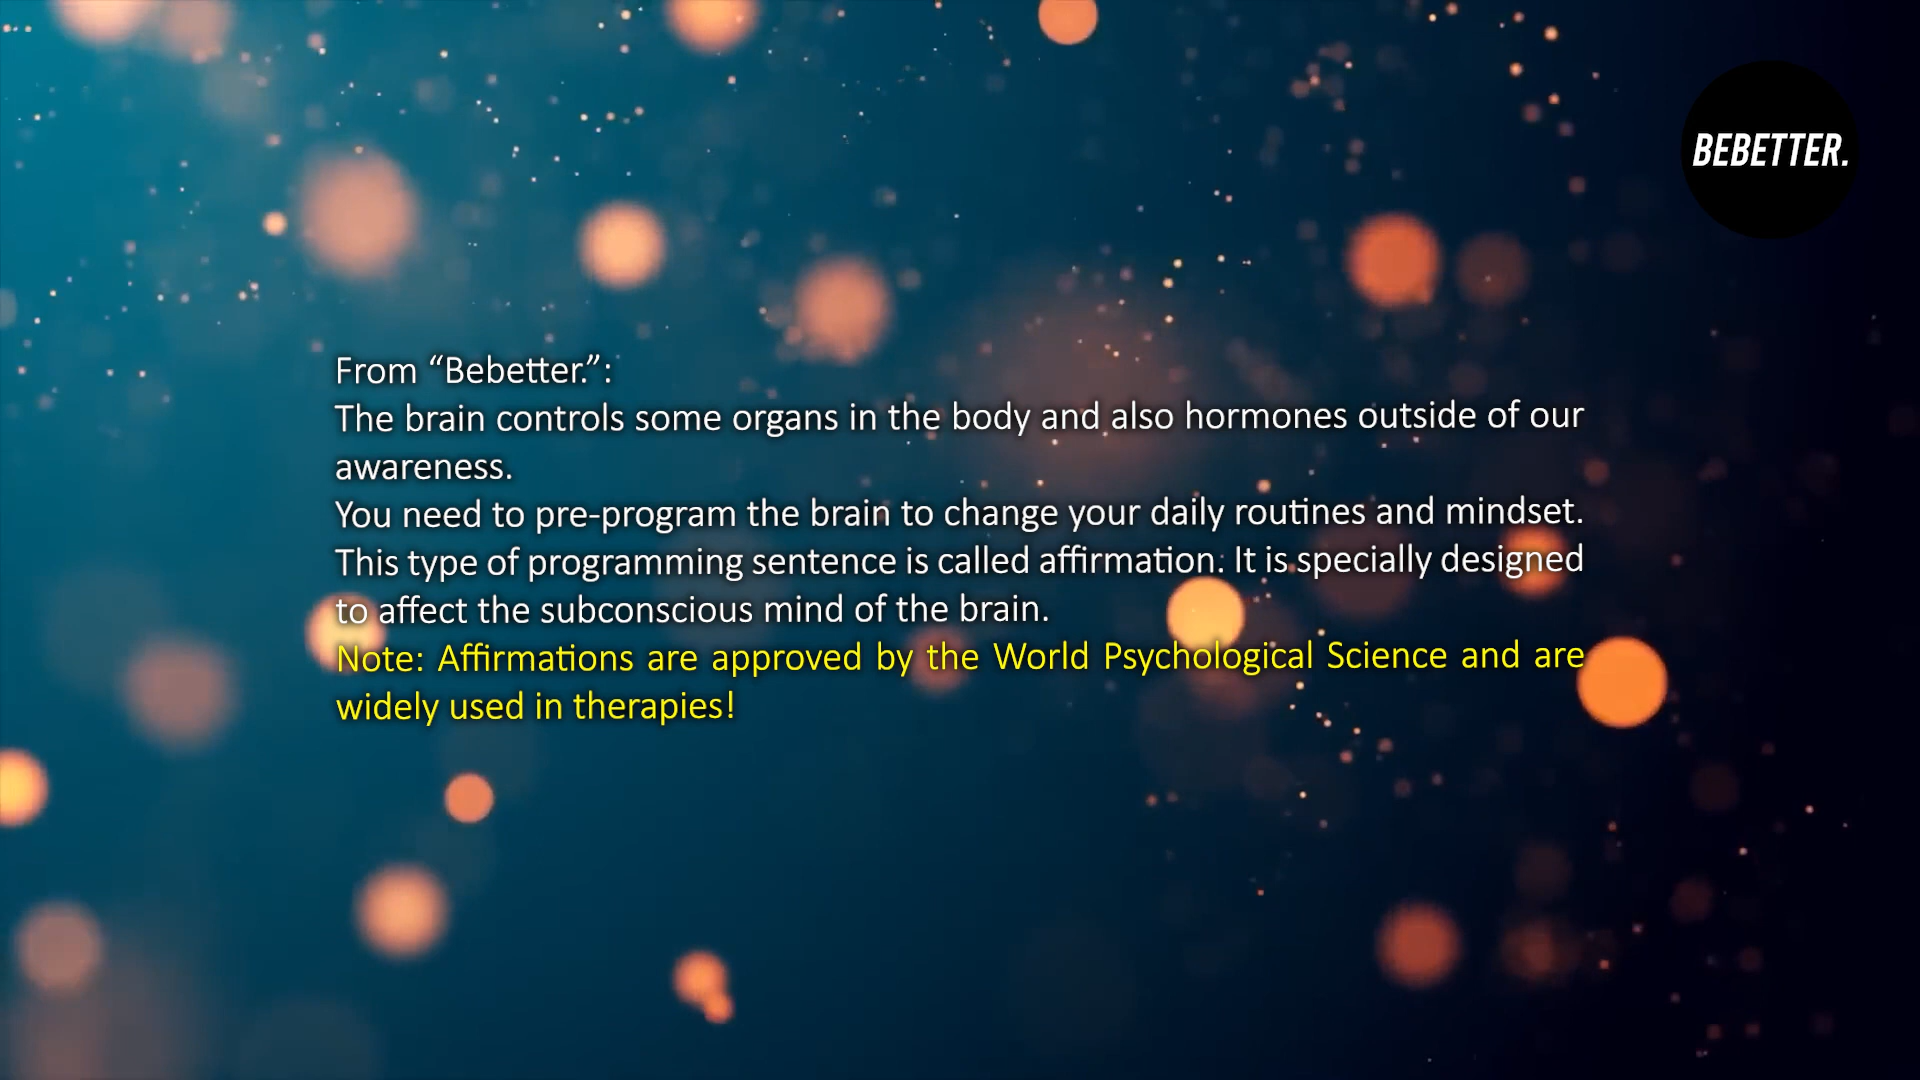 BEBETTER.
From “Bebetter.”:
The brain controls some organs in the body and also hormones outside of our
awareness.
You need to pre-program the brain to change your daily routines and mindset.
This type of programming sentence is called affirmation. It is specially designed
to affect the subconscious mind of the brain.
Note: Affirmations are approved by the World Psychological Science and are
widely used in therapies!